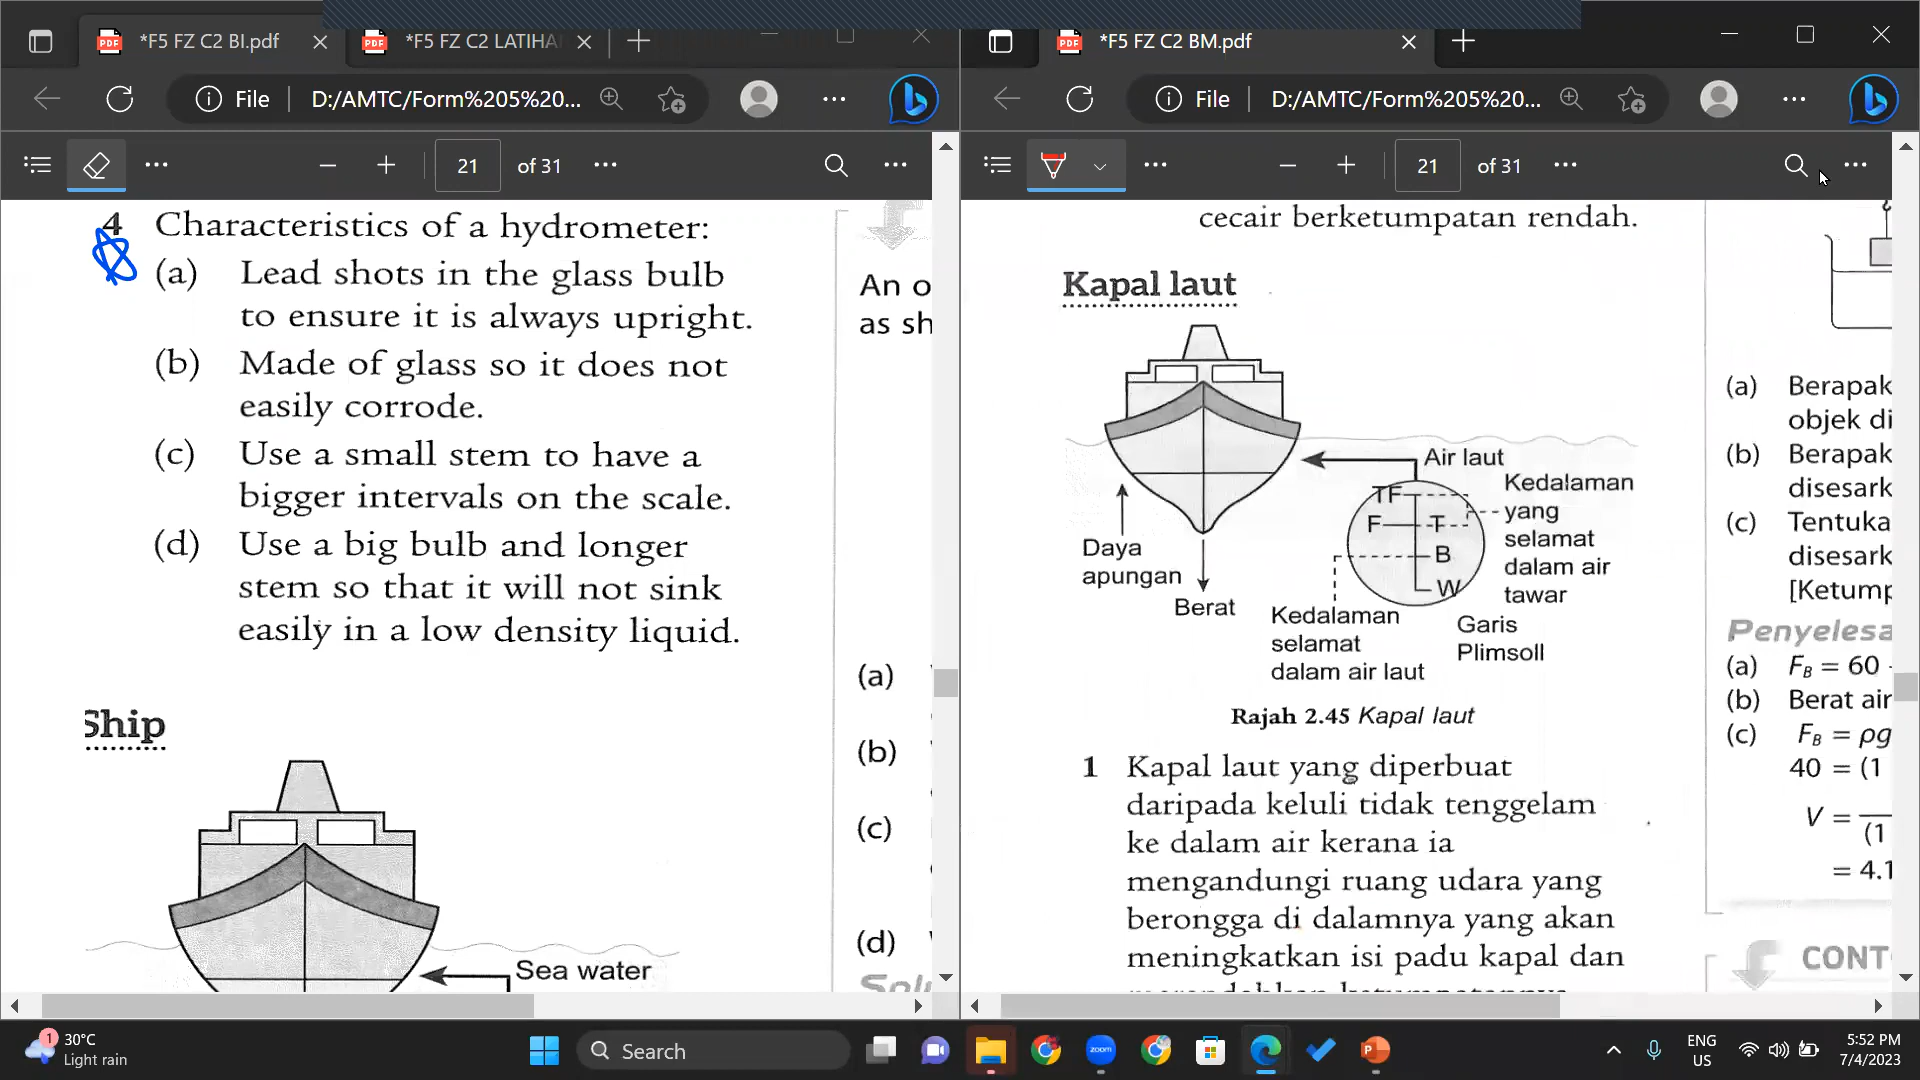 *F5 FZ C2 BI.pdf
*F5 FZ C2 LATIHA
*F5 FZ C2 BM.pdf
File
D:/AMTC/Form%205%20...
File
D:/AMTC/Form%205%20...
21 of 31
21 of 31
4 Characteristics of a hydrometer:
(a) Lead shots in the glass bulb
to ensure it is always upright.
(b) Made of glass so it does not
easily corrode.
(c) Use a small stem to have a
bigger intervals on the scale.
(d) Use a big bulb and longer
stem so that it will not sink
easily in a low density liquid.
Ship
Sea water
An o
as sh
(a)
(b)
(c)
(d)
cecair berketumpatan rendah.
Kapal laut
Air laut
TF
F
T
B
W
Kedalaman
yang
selamat
dalam air
tawar
Daya
apungan
Berat
Kedalaman
selamat
dalam air laut
Garis
Plimsoll
Rajah 2.45 Kapal laut
1 Kapal laut yang diperbuat
daripada keluli tidak tenggelam
ke dalam air kerana ia
mengandungi ruang udara yang
berongga di dalamnya yang akan
meningkatkan isi padu kapal dan
(a) Berapak
objek di
(b) Berapak
disesark
(c) Tentuka
disesark
[Ketump
Penyelesa
(a) F_B = 60 -
(b) Berat air
(c) F_B = ρg
40 = (1
V =
(1
= 4.1
CONT
1
30°C
Light rain
Search
zoom
ENG
US
5:52 PM
7/4/2023